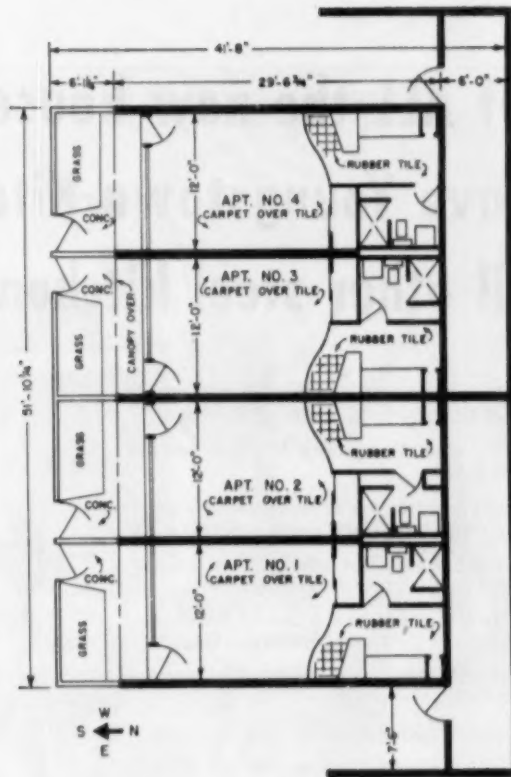 41'-8"
6'-1¼"
29'-6¾"
6'-0"
51'-10¾"
GRASS
CONC.
12'-0"
APT. NO. 4
CARPET OVER TILE
RUBBER TILE
CONC.
GRASS
CANOPY OVER
12'-0"
APT. NO. 3
CARPET OVER TILE
RUBBER TILE
GRASS
CONC.
12'-0"
RUBBER TILE
APT. NO. 2
CARPET OVER TILE
CONC.
GRASS
12'-0"
APT. NO. 1
CARPET OVER TILE
RUBBER TILE
7'-6"
W
S N
E